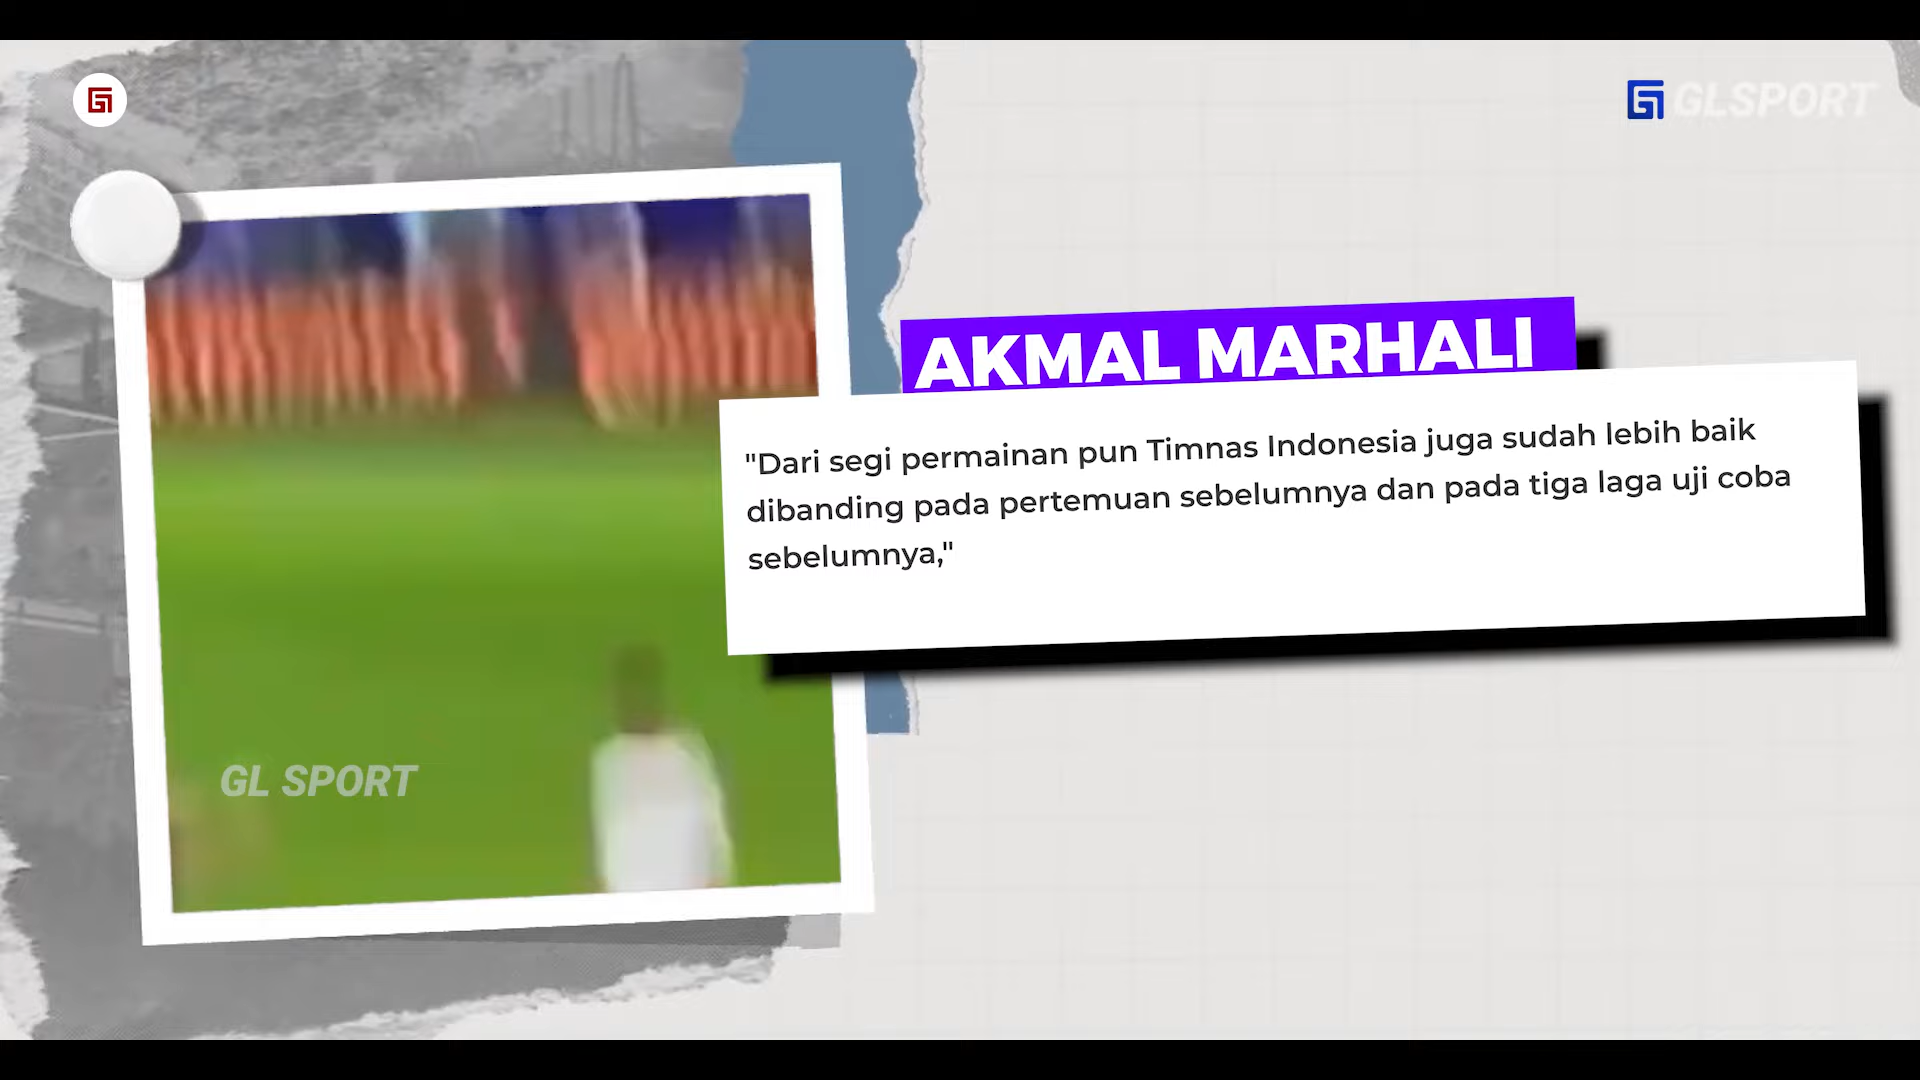 GLSPORT
AKMAL MARHALI
"Dari segi permainan pun Timnas Indonesia juga sudah lebih baik
dibanding pada pertemuan sebelumnya dan pada tiga laga uji coba
sebelumnya,"
GL SPORT